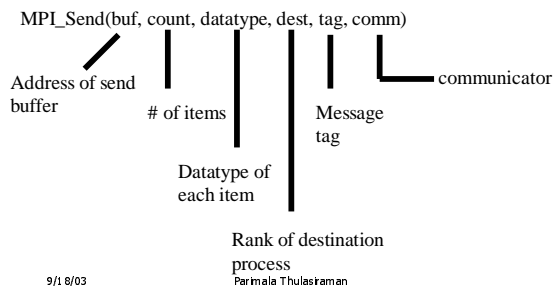 MPI_Send(buf, count, datatype, dest, tag, comm)
Address of send
buffer
# of items
Datatype of
each item
Rank of destination
process
Message
tag
communicator
9/18/03
Parimala Thulasiraman